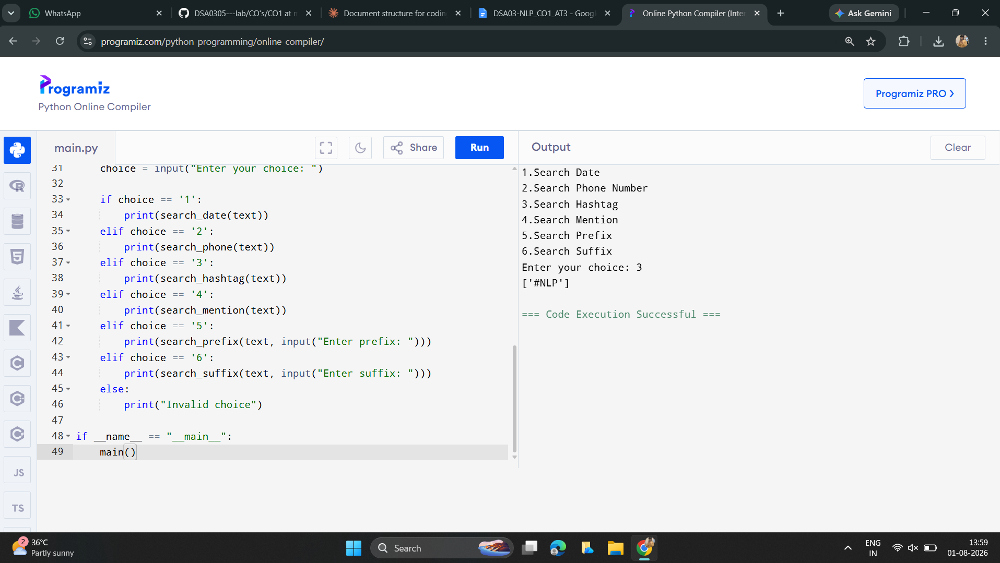 WhatsApp
DSA0305---lab/CO's/CO1 at m
Document structure for codin
DSA03-NLP_CO1_AT3 - Googl
Online Python Compiler (Inter
Ask Gemini
programiz.com/python-programming/online-compiler/
Programiz
Python Online Compiler
Programiz PRO
main.py
Share
Run
Output
Clear
31 choice = input("Enter your choice: ")
32
33 if choice == '1':
34 print(search_date(text))
35 elif choice == '2':
36 print(search_phone(text))
37 elif choice == '3':
38 print(search_hashtag(text))
39 elif choice == '4':
40 print(search_mention(text))
41 elif choice == '5':
42 print(search_prefix(text, input("Enter prefix: ")))
43 elif choice == '6':
44 print(search_suffix(text, input("Enter suffix: ")))
45 else:
46 print("Invalid choice")
47
48 if __name__ == "__main__":
49 main()
1.Search Date
2.Search Phone Number
3.Search Hashtag
4.Search Mention
5.Search Prefix
6.Search Suffix
Enter your choice: 3
['#NLP']
=== Code Execution Successful ===
JS
TS
2
36°C
Partly sunny
Search
ENG
IN
13:59
01-08-2026